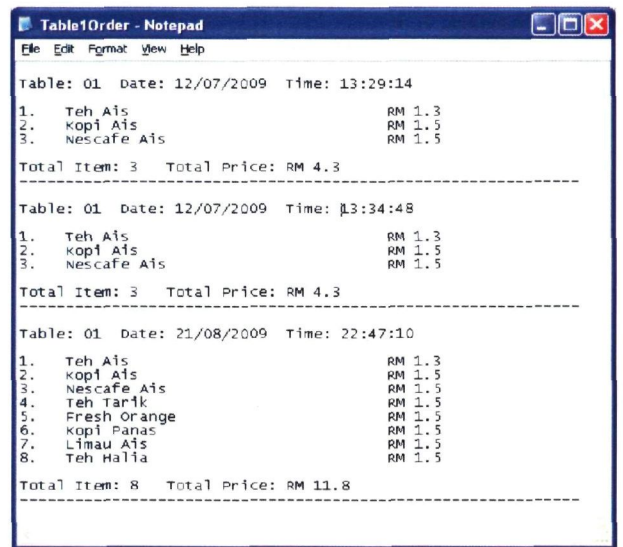 Table1Order - Notepad
File Edit Format View Help
Table: 01 Date: 12/07/2009 Time: 13:29:14
1. Teh Ais RM 1.3
2. Kopi Ais RM 1.5
3. Nescafe Ais RM 1.5
Total Item: 3 Total Price: RM 4.3
Table: 01 Date: 12/07/2009 Time: 13:34:48
1. Teh Ais RM 1.3
2. Kopi Ais RM 1.5
3. Nescafe Ais RM 1.5
Total Item: 3 Total Price: RM 4.3
Table: 01 Date: 21/08/2009 Time: 22:47:10
1. Teh Ais RM 1.3
2. Kopi Ais RM 1.5
3. Nescafe Ais RM 1.5
4. Teh Tarik RM 1.5
5. Fresh Orange RM 1.5
6. Kopi Panas RM 1.5
7. Limau Ais RM 1.5
8. Teh Halia RM 1.5
Total Item: 8 Total Price: RM 11.8